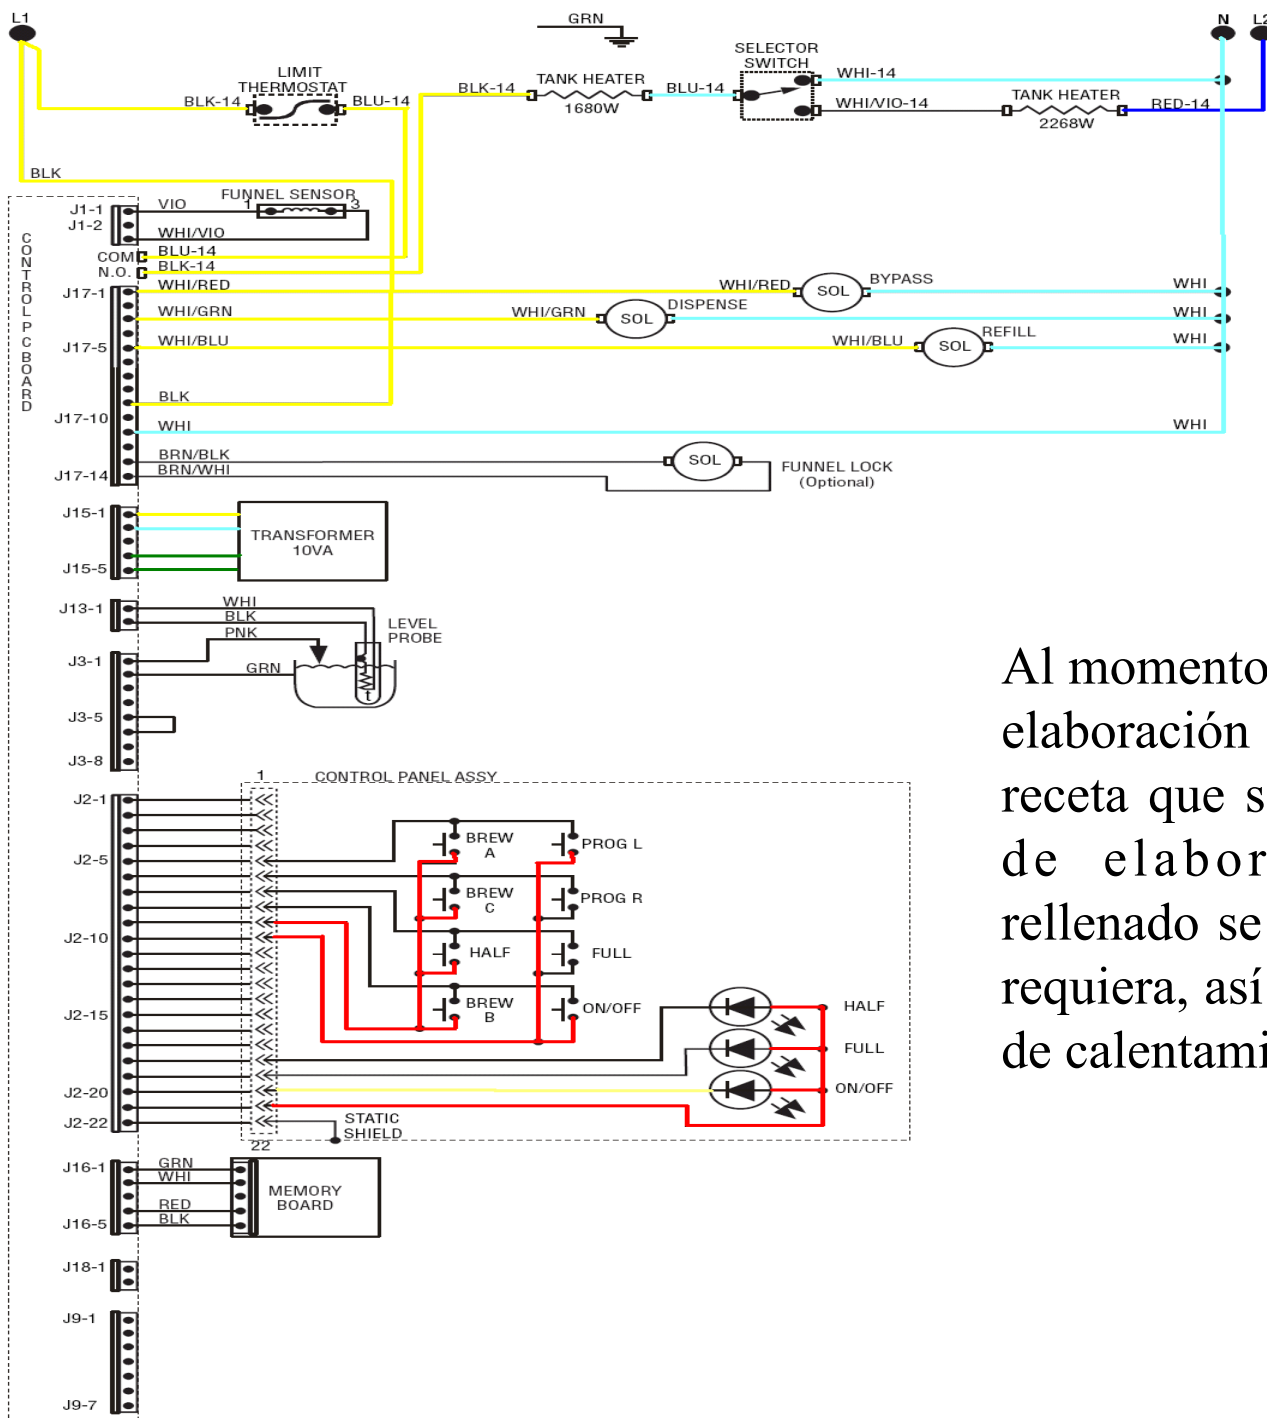 L1
GRN
N
L2
SELECTOR
SWITCH
LIMIT
THERMOSTAT
BLK-14
BLU-14
BLK-14
TANK HEATER
1680W
BLU-14
WHI-14
WHI/VIO-14
TANK HEATER
2268W
RED-14
BLK
FUNNEL SENSOR
J1-1
VIO
1
3
J1-2
WHI/VIO
CONTROL PC BOARD
COM
BLU-14
N.O.
BLK-14
J17-1
WHI/RED
WHI/RED
SOL
BYPASS
WHI
WHI/GRN
WHI/GRN
SOL
DISPENSE
WHI
J17-5
WHI/BLU
WHI/BLU
SOL
REFILL
WHI
BLK
J17-10
WHI
WHI
BRN/BLK
SOL
FUNNEL LOCK
(Optional)
J17-14
BRN/WHI
J15-1
TRANSFORMER
10VA
J15-5
J13-1
WHI
BLK
LEVEL
PROBE
PNK
J3-1
GRN
t
J3-5
J3-8
Al momento
elaboración
receta que s
de elabor
rellenado se
requiera, así
de calentami
1
CONTROL PANEL ASSY
J2-1
BREW
A
PROG L
J2-5
BREW
C
PROG R
J2-10
HALF
FULL
BREW
B
ON/OFF
J2-15
HALF
FULL
ON/OFF
J2-20
J2-22
STATIC
SHIELD
22
J16-1
GRN
WHI
MEMORY
BOARD
RED
J16-5
BLK
J18-1
J9-1
J9-7